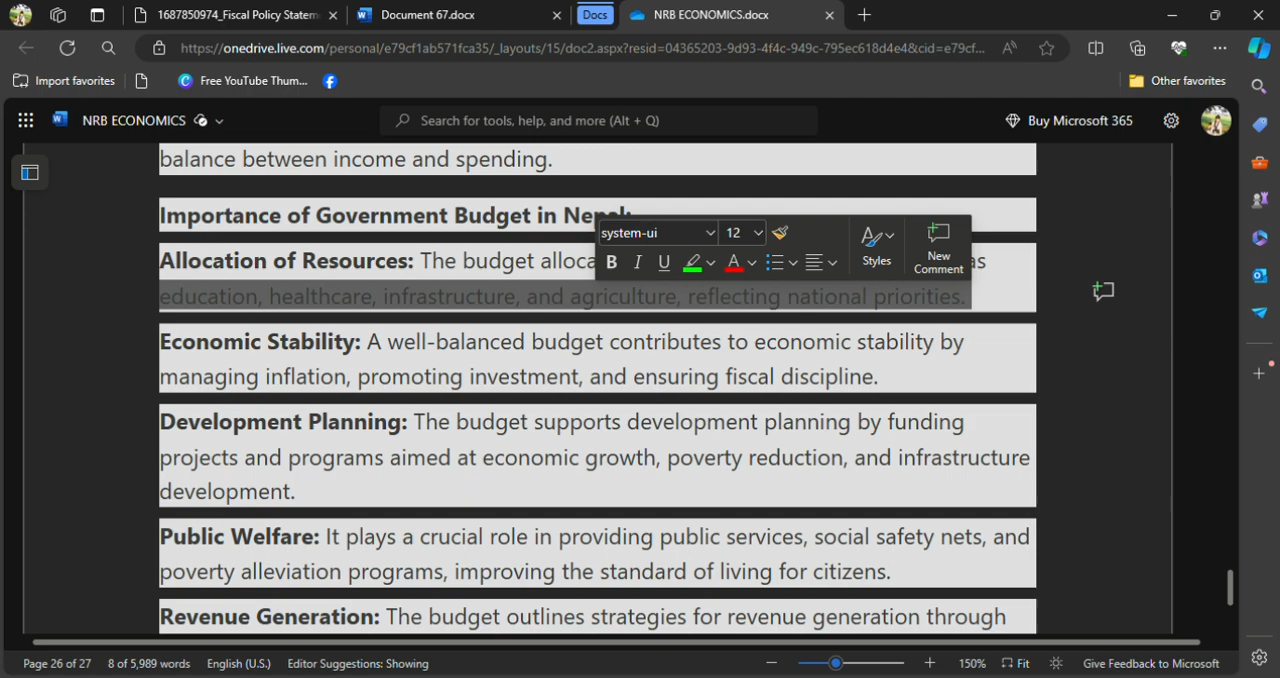 1687850974_Fiscal Policy Statem
Document 67.docx
Docs
NRB ECONOMICS.docx
https://onedrive.live.com/personal/e79cf1ab571fca35/_layouts/15/doc2.aspx?resid=04365203-9d93-4f4c-949c-795ec618d4e4&cid=e79cf...
Import favorites
Free YouTube Thum...
Other favorites
NRB ECONOMICS
Search for tools, help, and more (Alt + Q)
Buy Microsoft 365
balance between income and spending.
Importance of Government Budget in Nepal:
system-ui
12
B I U A
Styles
New
Comment
Allocation of Resources: The budget alloca as
education, healthcare, infrastructure, and agriculture, reflecting national priorities.
Economic Stability: A well-balanced budget contributes to economic stability by
managing inflation, promoting investment, and ensuring fiscal discipline.
Development Planning: The budget supports development planning by funding
projects and programs aimed at economic growth, poverty reduction, and infrastructure
development.
Public Welfare: It plays a crucial role in providing public services, social safety nets, and
poverty alleviation programs, improving the standard of living for citizens.
Revenue Generation: The budget outlines strategies for revenue generation through
Page 26 of 27
8 of 5,989 words
English (U.S.)
Editor Suggestions: Showing
150%
Fit
Give Feedback to Microsoft